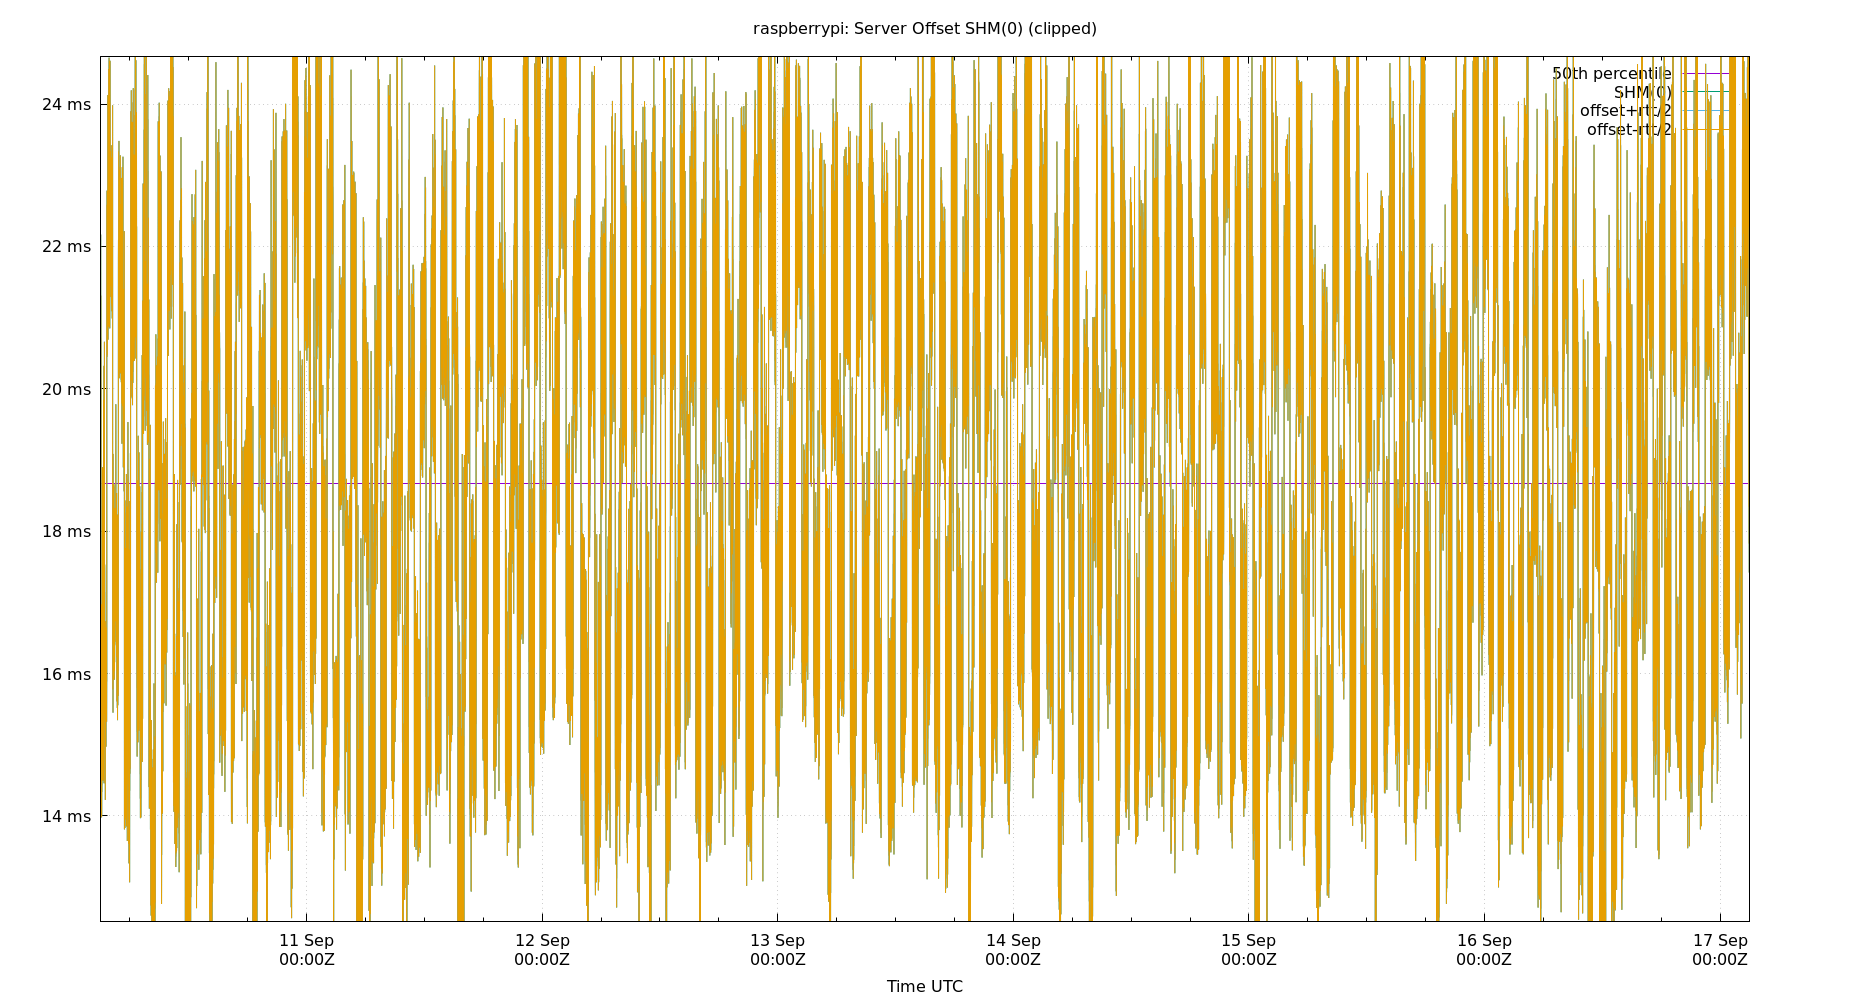 raspberrypi: Server Offset SHM(0) (clipped)
50th percentile
SHM(0)
offset+rtt/2
offset-rtt/2
24 ms
22 ms
20 ms
18 ms
16 ms
14 ms
11 Sep
00:00Z
12 Sep
00:00Z
13 Sep
00:00Z
14 Sep
00:00Z
15 Sep
00:00Z
16 Sep
00:00Z
17 Sep
00:00Z
Time UTC